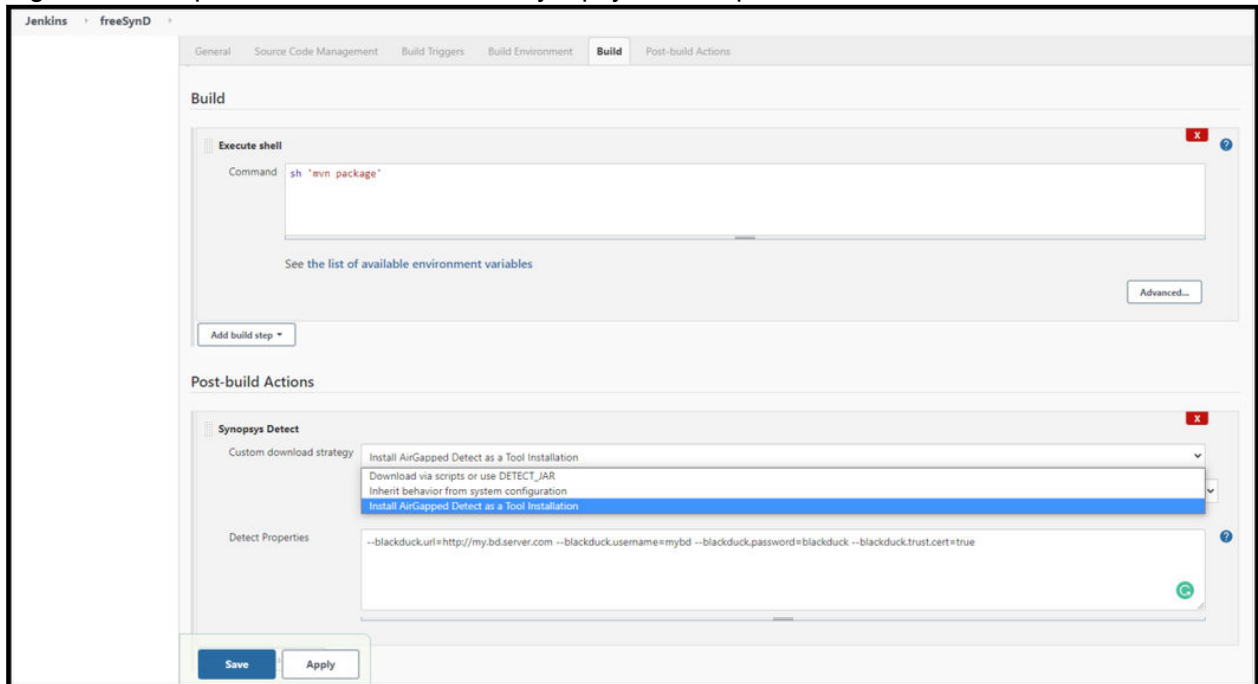 Jenkins freeSynD
General Source Code Management Build Triggers Build Environment Build Post-build Actions
Build
X
Execute shell
?
Command sh 'mvn package'
See the list of available environment variables
Advanced...
Add build step
Post-build Actions
X
Synopsys Detect
Custom download strategy Install AirGapped Detect as a Tool Installation
Download via scripts or use DETECT_JAR
Inherit behavior from system configuration
Install AirGapped Detect as a Tool Installation
Detect Properties --blackduck.url=http://my.bd.server.com --blackduck.username=mybd --blackduck.password=blackduck --blackduck.trust.cert=true
?
Save Apply